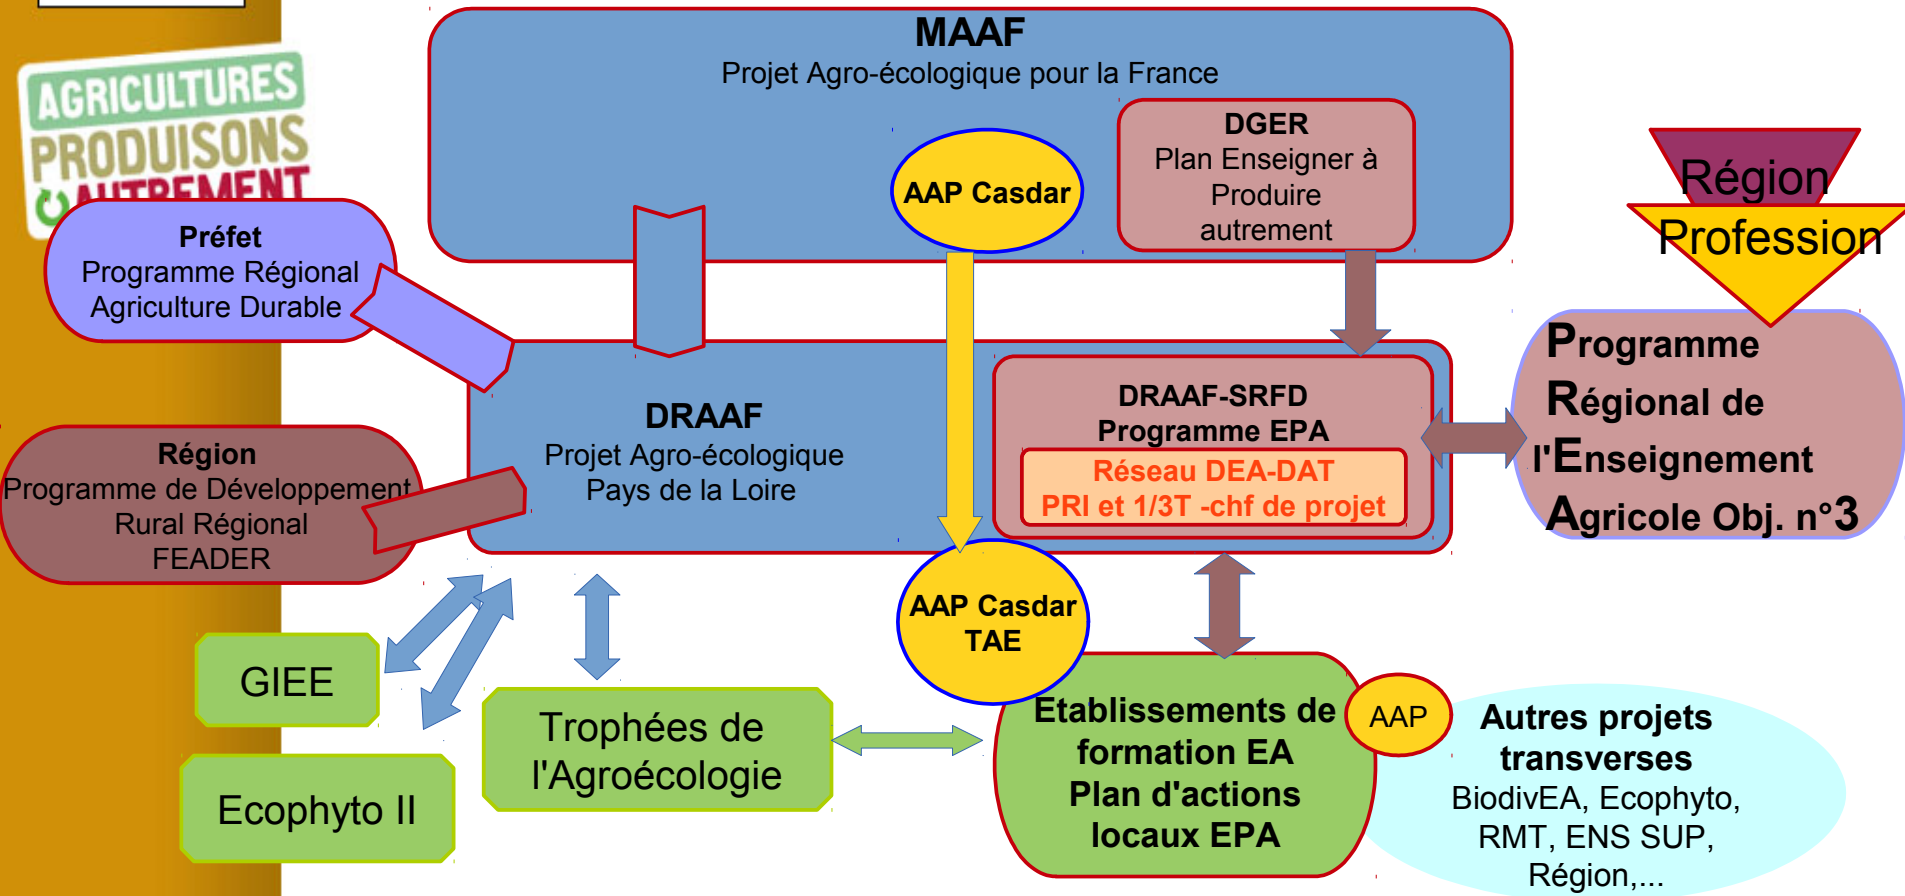 MAAF
Projet Agro-écologique pour la France
AGRICULTURES
PRODUISONS
AUTREMENT
DGER
Plan Enseigner à
Produire
autrement
AAP Casdar
Région
Profession
Préfet
Programme Régional
Agriculture Durable
Programme
Régional de
l'Enseignement
Agricole Obj. n°3
DRAAF
Projet Agro-écologique
Pays de la Loire
DRAAF-SRFD
Programme EPA
Réseau DEA-DAT
PRI et 1/3T -chf de projet
Région
Programme de Développement
Rural Régional
FEADER
AAP Casdar
TAE
GIEE
Ecophyto II
Trophées de
l'Agroécologie
Etablissements de
formation EA
Plan d'actions
locaux EPA
AAP
Autres projets
transverses
BiodivEA, Ecophyto,
RMT, ENS SUP,
Région,...